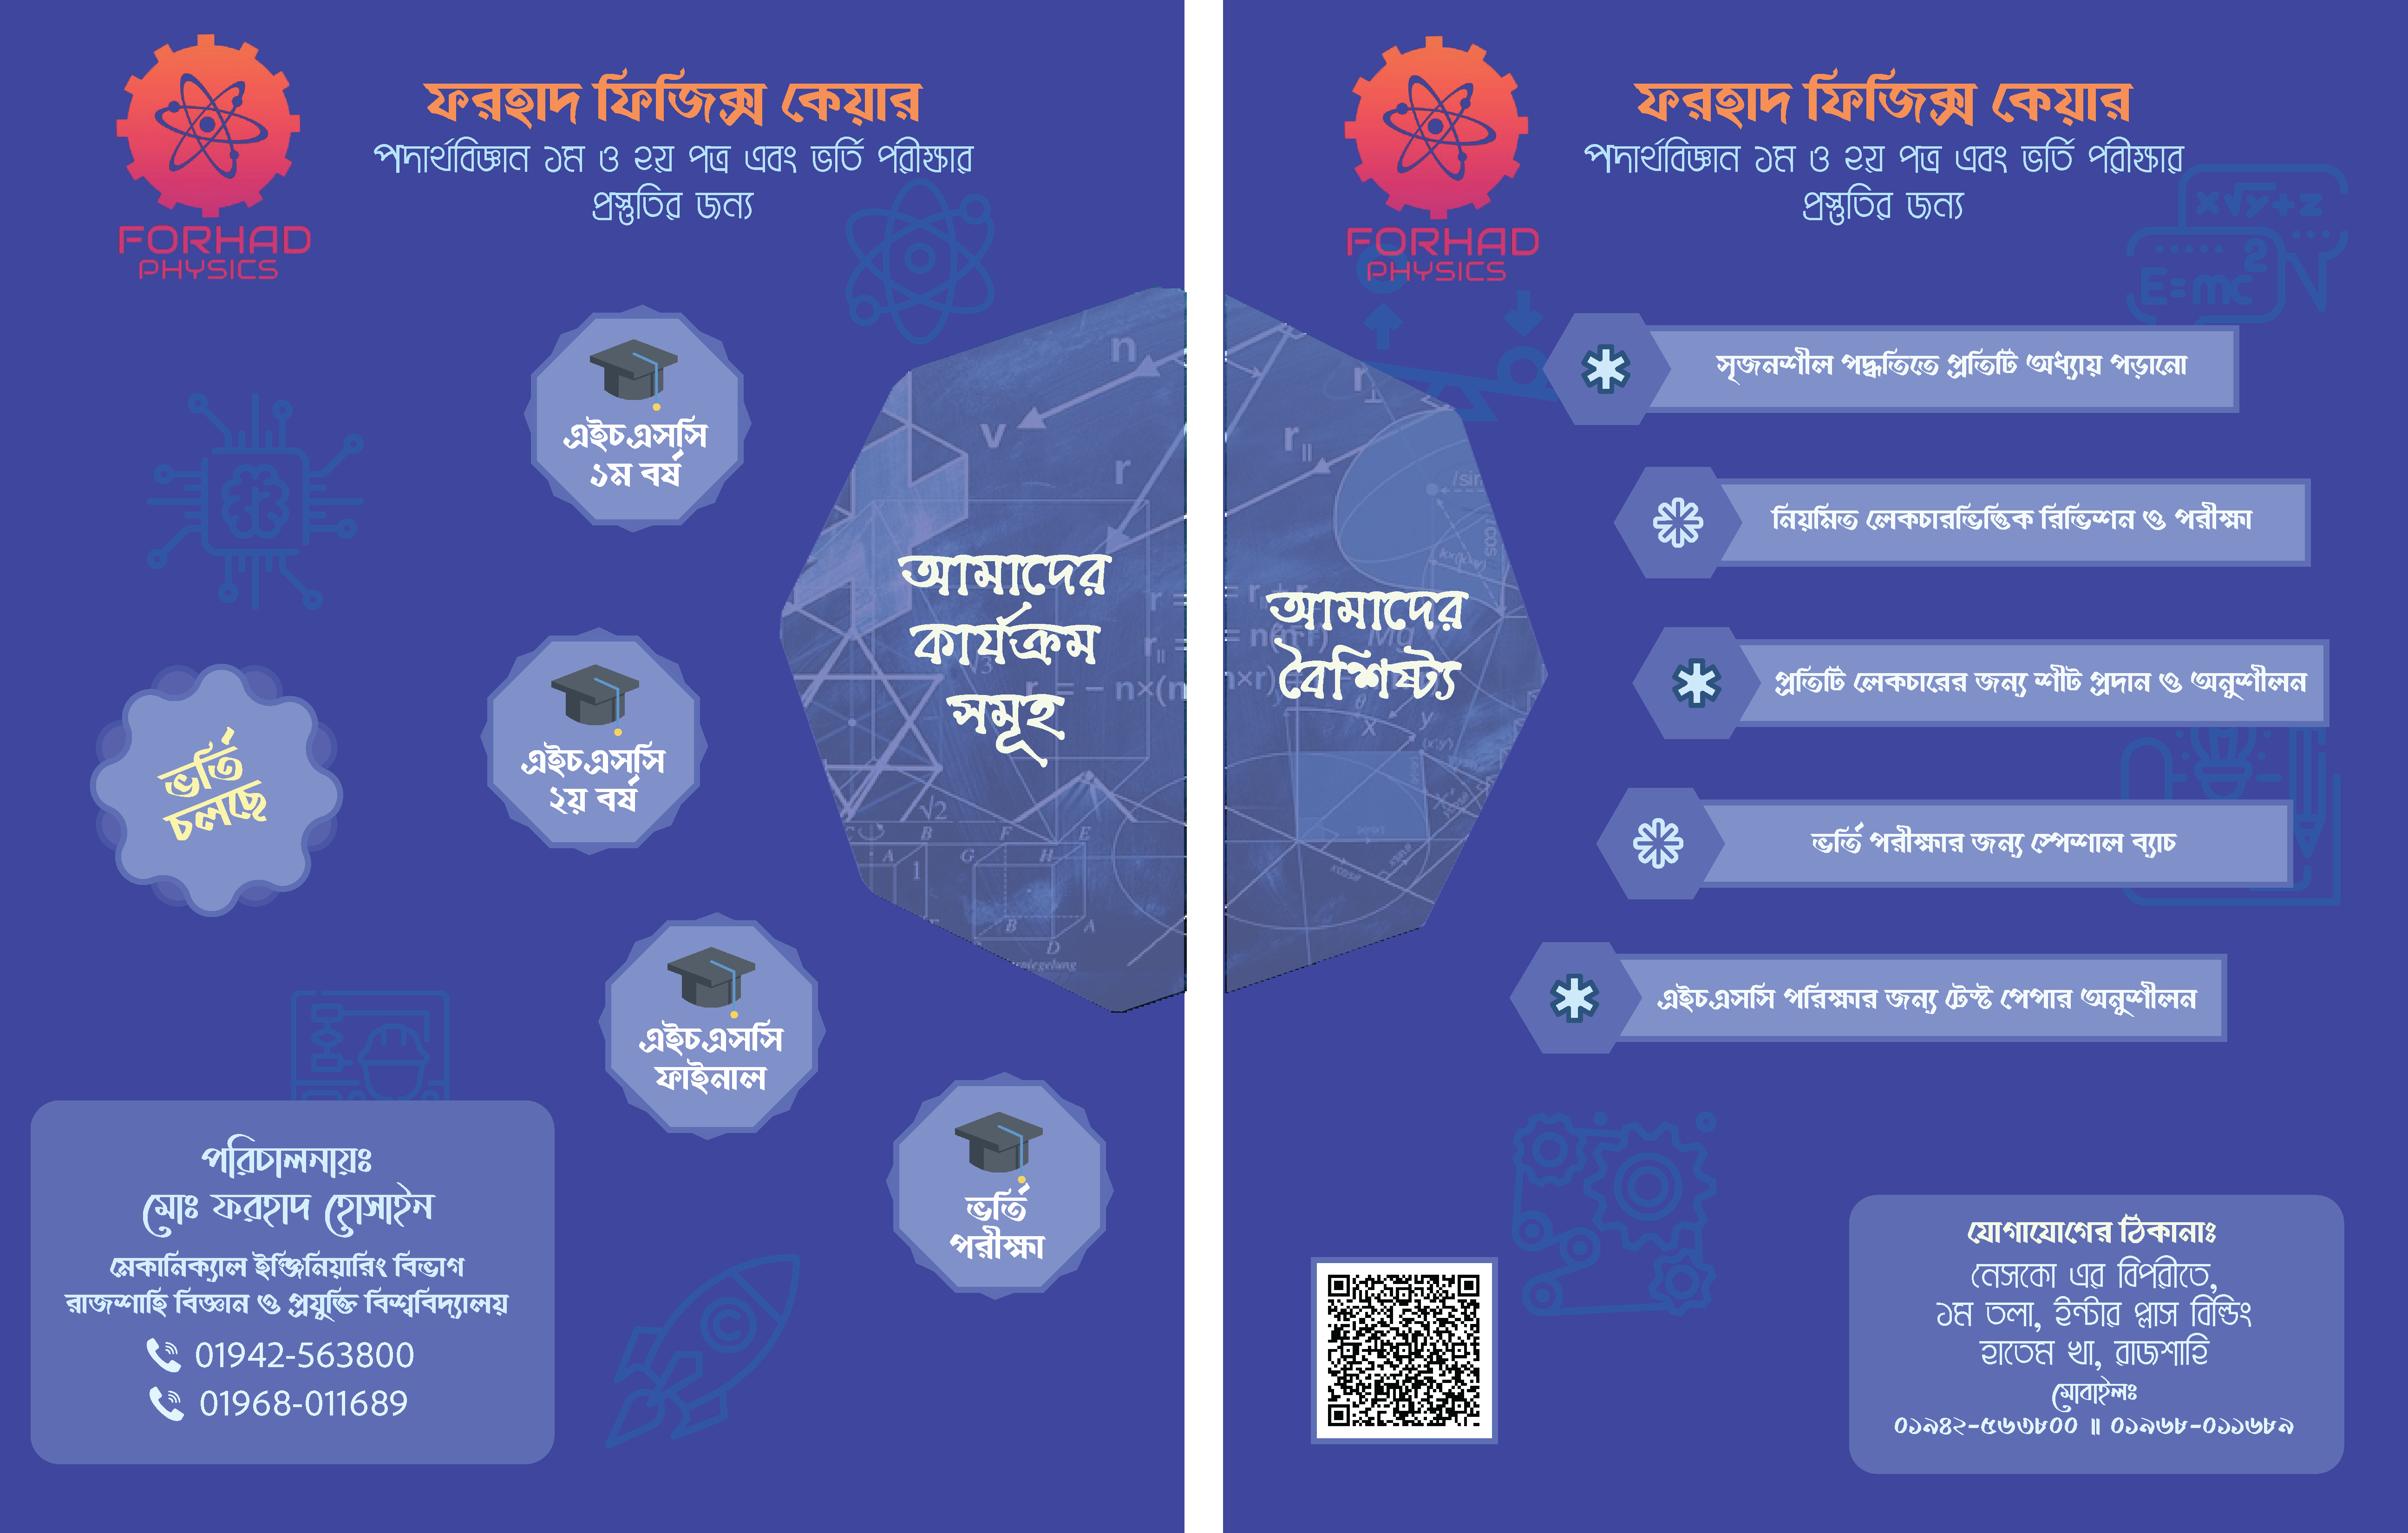 FORHAD
PHYSICS
ফরহাদ ফিজিক্স কেয়ার
পদার্থবিজ্ঞান ১ম ও ২য় পত্র এবং ভর্তি পরীক্ষার
প্রস্তুতির জন্য
এইচএসসি
১ম বর্ষ
আমাদের
কার্যক্রম
সমূহ
এইচএসসি
২য় বর্ষ
ভর্তি
চলছে
এইচএসসি
ফাইনাল
ভর্তি
পরীক্ষা
পরিচালনায়ঃ
মোঃ ফরহাদ হোসাইন
মেকানিক্যাল ইঞ্জিনিয়ারিং বিভাগ
রাজশাহি বিজ্ঞান ও প্রযুক্তি বিশ্ববিদ্যালয়
01942-563800
01968-011689
FORHAD
PHYSICS
ফরহাদ ফিজিক্স কেয়ার
পদার্থবিজ্ঞান ১ম ও ২য় পত্র এবং ভর্তি পরীক্ষার
প্রস্তুতির জন্য
x√y+z
E=mc2
আমাদের
বৈশিষ্ট্য
সৃজনশীল পদ্ধতিতে প্রতিটি অধ্যায় পড়ানো
নিয়মিত লেকচারভিত্তিক রিভিশন ও পরীক্ষা
প্রতিটি লেকচারের জন্য শীট প্রদান ও অনুশীলন
ভর্তি পরীক্ষার জন্য স্পেশাল ব্যাচ
এইচএসসি পরিক্ষার জন্য টেস্ট পেপার অনুশীলন
যোগাযোগের ঠিকানাঃ
নেসকো এর বিপরীতে,
১ম তলা, ইন্টার প্লাস বিল্ডিং
হাতেম খা, রাজশাহি
মোবাইলঃ
০১৯৪২-৫৬৩৮০০ ॥ ০১৯৬৮-০১১৬৮৯